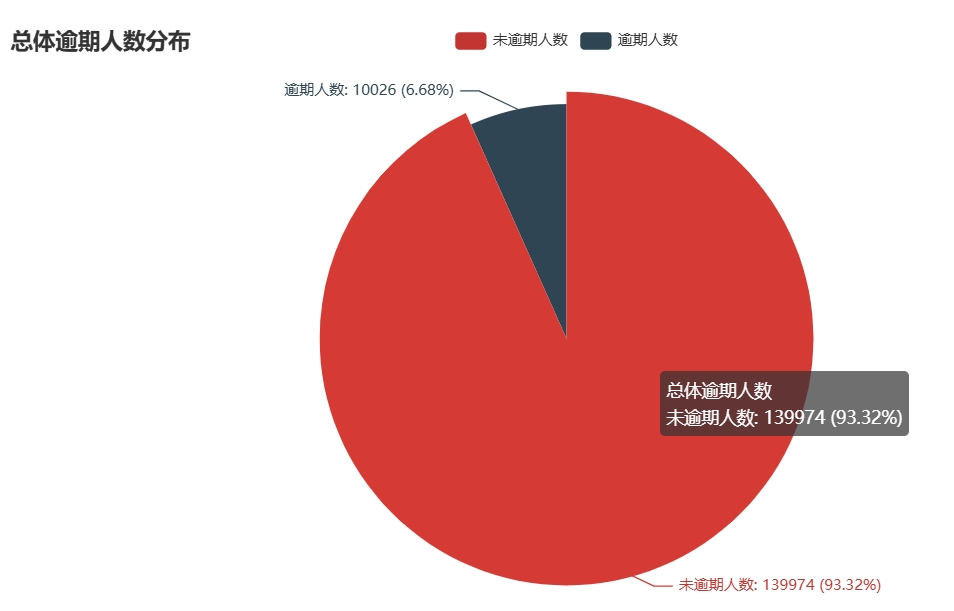 总体逾期人数分布
未逾期人数
逾期人数
逾期人数: 10026 (6.68%)
总体逾期人数
未逾期人数: 139974 (93.32%)
未逾期人数: 139974 (93.32%)